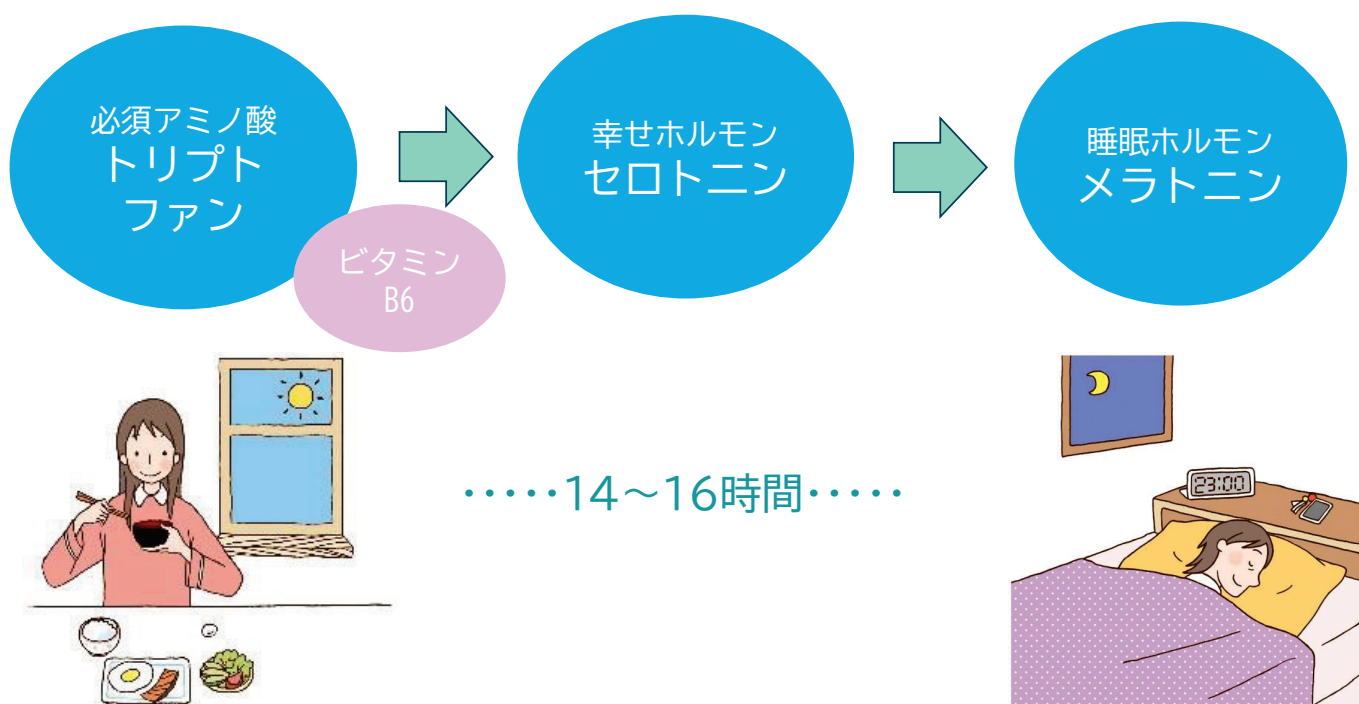 必須アミノ酸
トリプト
ファン
ビタミン
B6
幸せホルモン
セロトニン
睡眠ホルモン
メラトニン
・・・・・14～16時間・・・・・
23:00